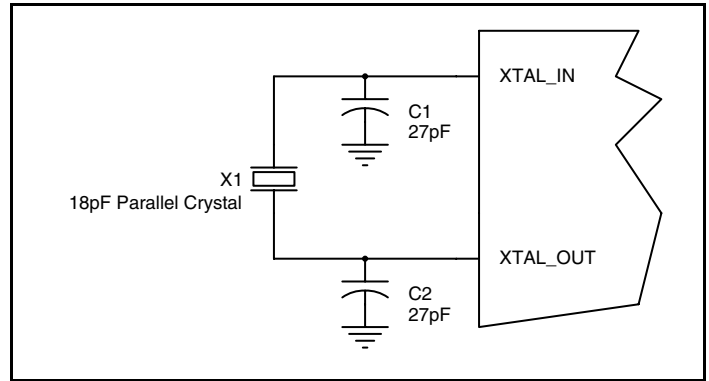 XTAL_IN
C1
27pF
X1
18pF Parallel Crystal
XTAL_OUT
C2
27pF